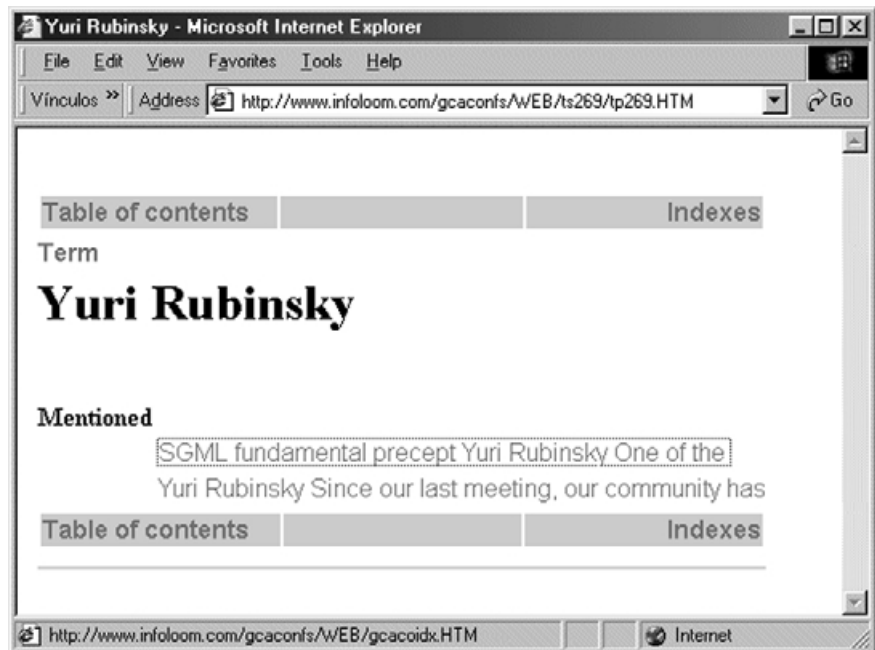 Yuri Rubinsky - Microsoft Internet Explorer
File Edit View Favorites Tools Help
Vínculos » Address http://www.infoloom.com/gcaconfs/WEB/ts269/tp269.HTM Go
Table of contents Indexes
Term
Yuri Rubinsky
Mentioned
SGML fundamental precept Yuri Rubinsky One of the
Yuri Rubinsky Since our last meeting, our community has
Table of contents Indexes
http://www.infoloom.com/gcaconfs/WEB/gcacoidx.HTM Internet